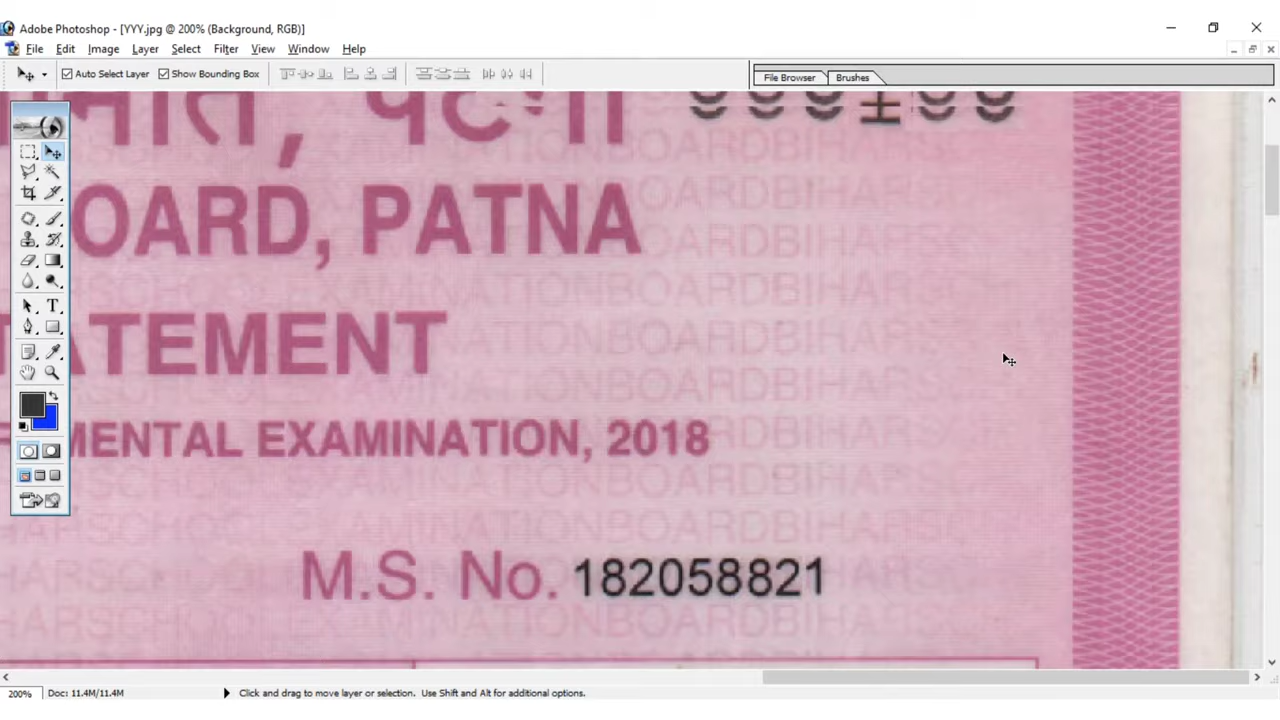 Adobe Photoshop - [YYY.jpg @ 200% (Background, RGB)]
File Edit Image Layer Select Filter View Window Help
Auto Select Layer Show Bounding Box File Browser Brushes
OARD, PATNA
TATEMENT
MENTAL EXAMINATION, 2018
M.S. No. 182058821
200% Doc: 11.4M/11.4M Click and drag to move layer or selection. Use Shift and Alt for additional options.